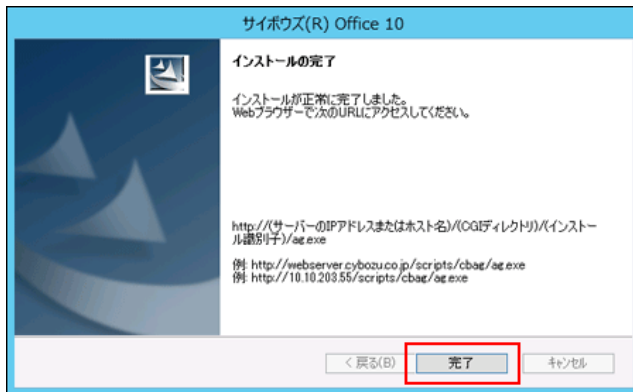 サイボウズ(R) Office 10
インストールの完了
インストールが正常に完了しました。
Webブラウザーで次のURLにアクセスしてください。
http://(サーバーのIPアドレスまたはホスト名)/(CGIディレクトリ)/(インストー
ル識別子)/ag.exe
例: http://webserver.cybozu.co.jp/scripts/cbag/ag.exe
例: http://10.10.203.55/scripts/cbag/ag.exe
< 戻る(B)
完了
キャンセル